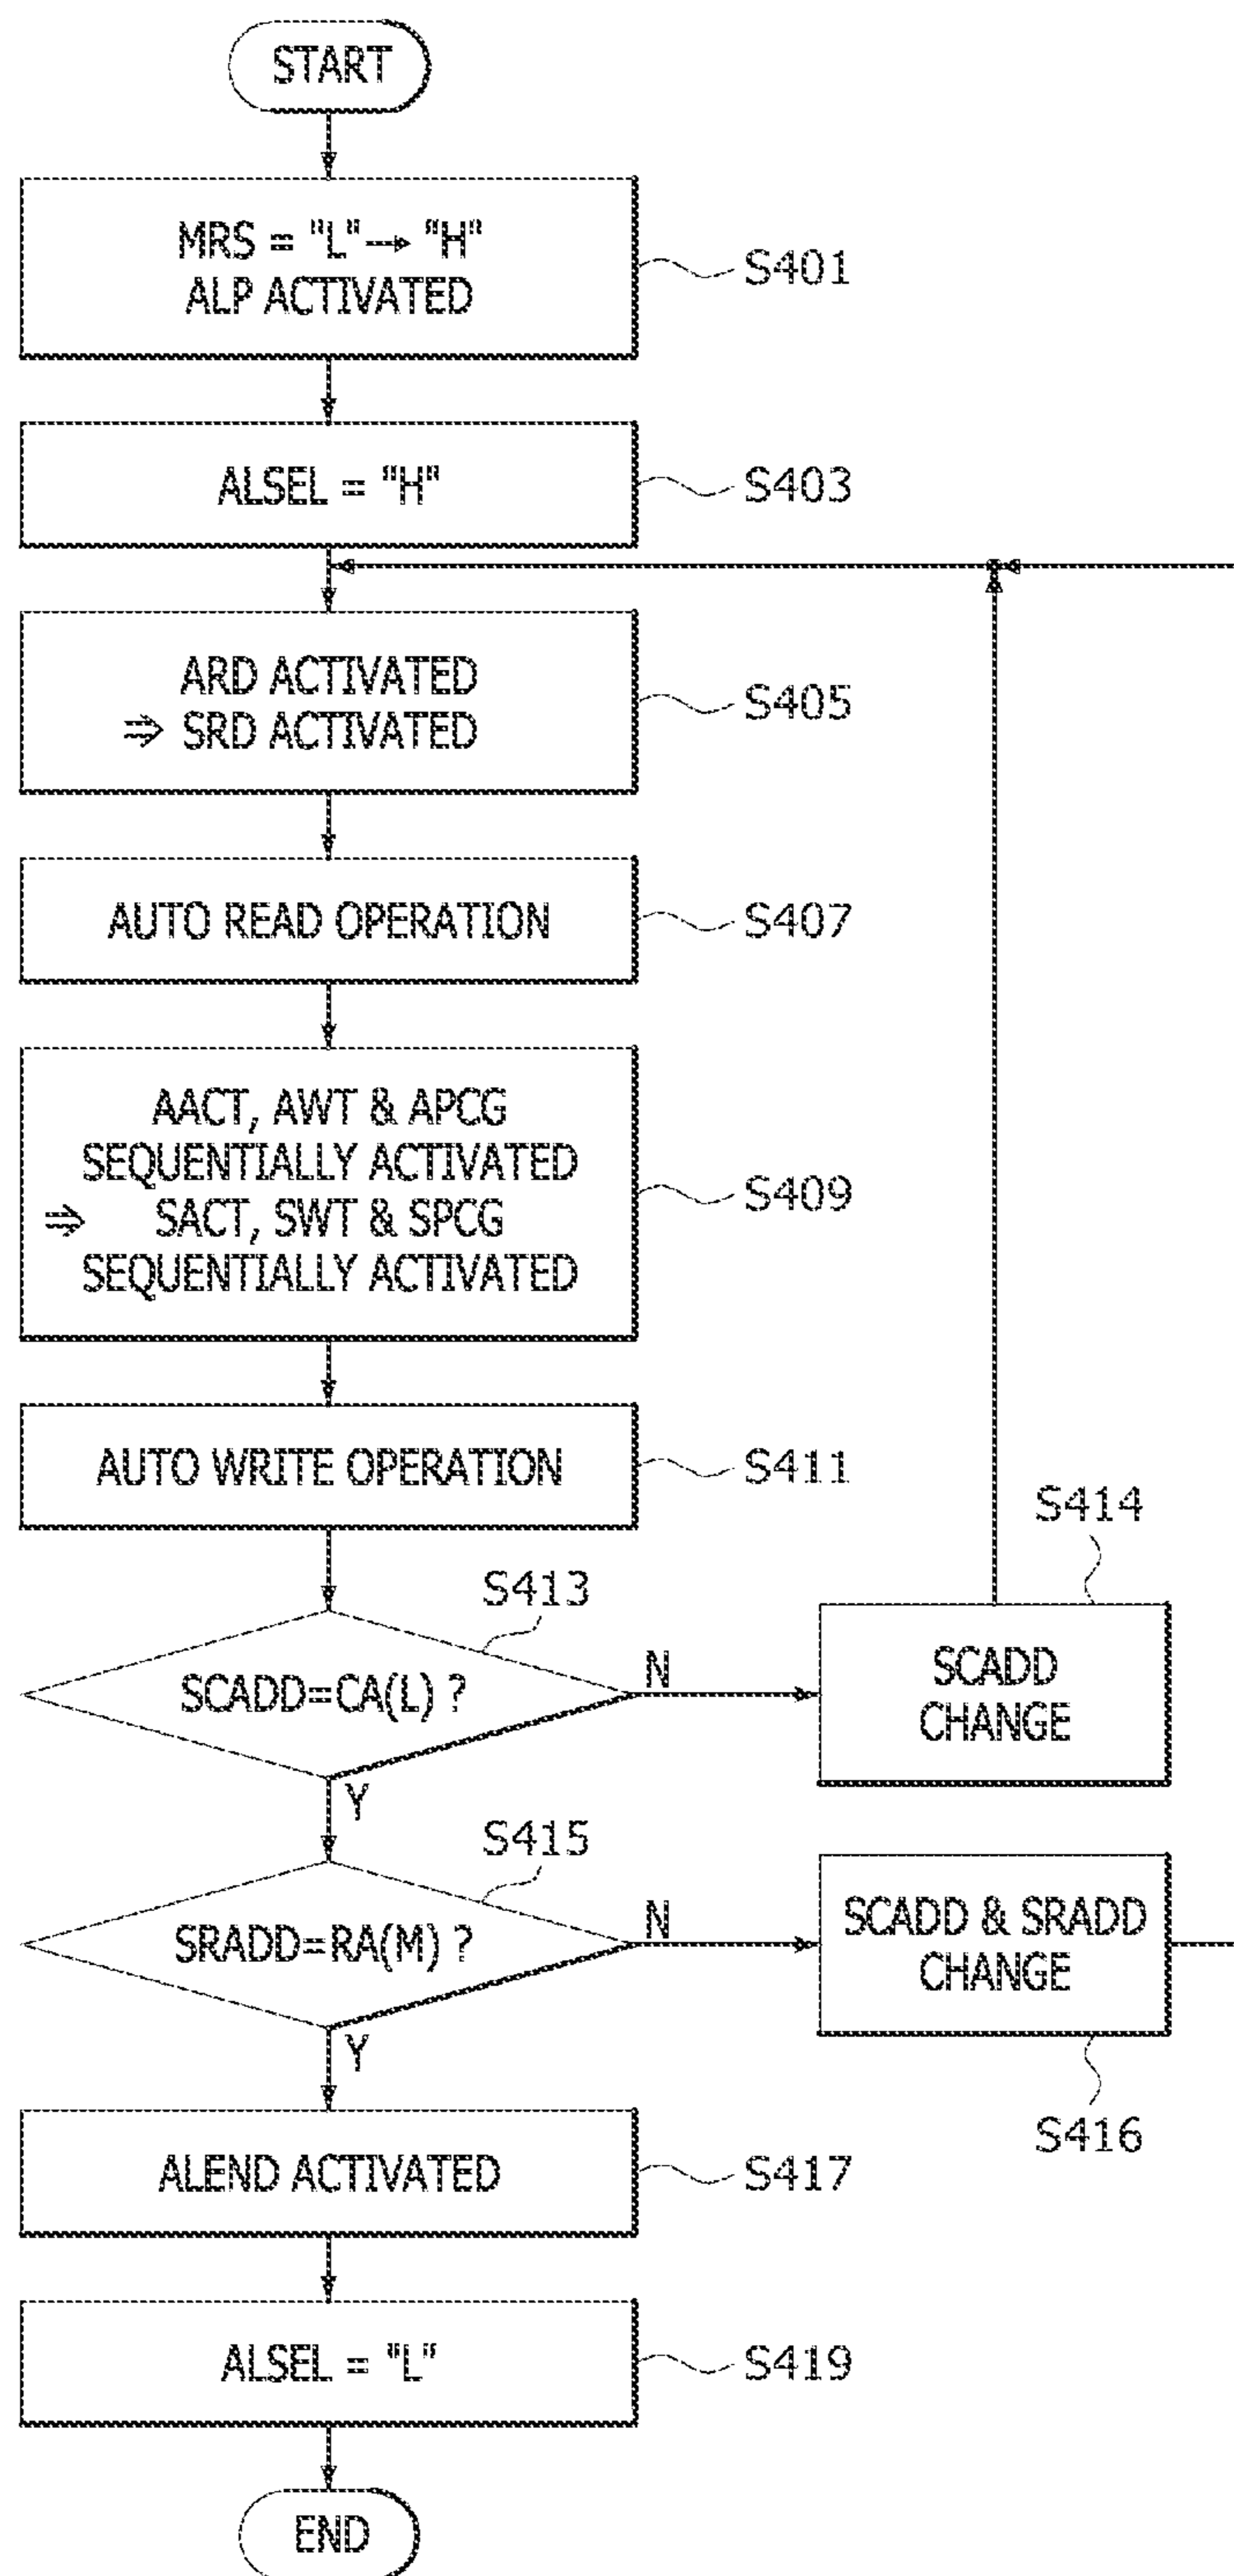 START
MRS = "L"→ "H"
ALP ACTIVATED
S401
ALSEL = "H"
S403
ARD ACTIVATED
⇒ SRD ACTIVATED
S405
AUTO READ OPERATION
S407
AACT, AWT & APCG
SEQUENTIALLY ACTIVATED
⇒ SACT, SWT & SPCG
SEQUENTIALLY ACTIVATED
S409
AUTO WRITE OPERATION
S411
S413
SCADD=CA(L) ?
N
Y
S414
SCADD
CHANGE
S415
SRADD=RA(M) ?
N
Y
SCADD & SRADD
CHANGE
S416
ALEND ACTIVATED
S417
ALSEL = "L"
S419
END